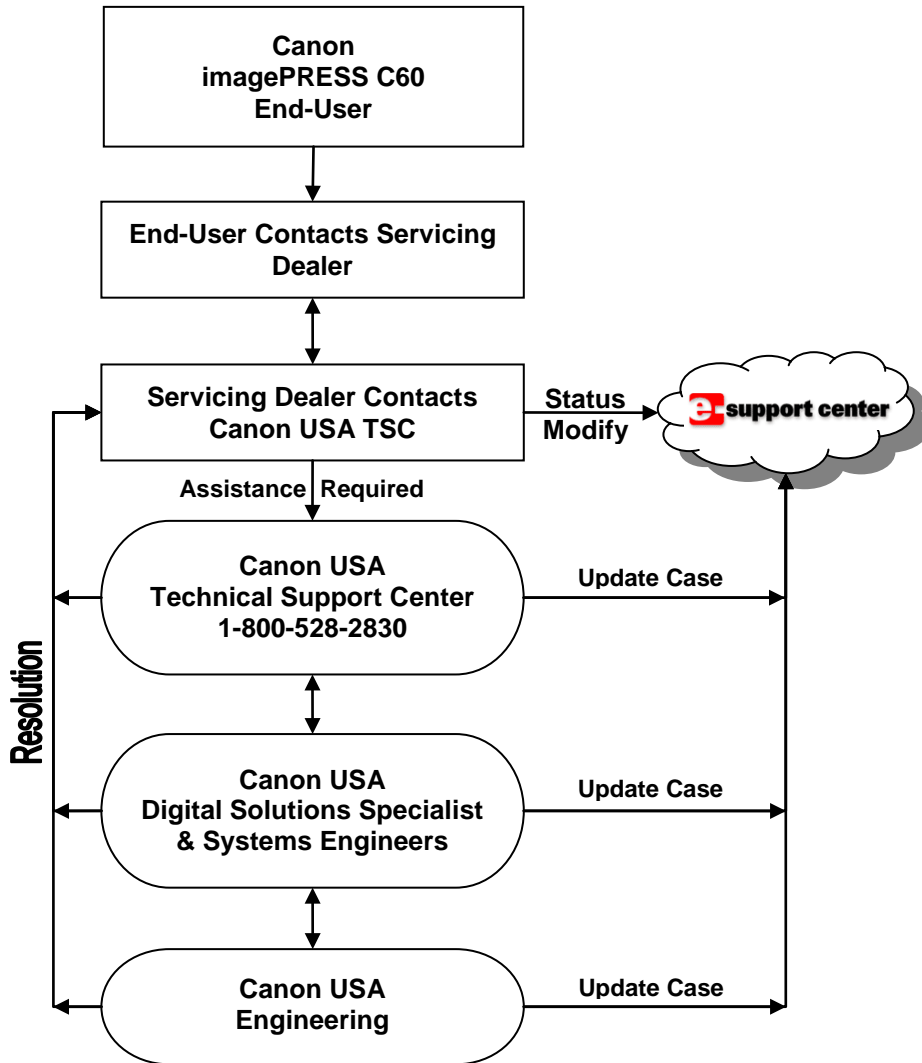 Canon
imagePRESS C60
End-User
End-User Contacts Servicing
Dealer
Servicing Dealer Contacts
Canon USA TSC
Status
Modify
e-support center
Assistance Required
Canon USA
Technical Support Center
1-800-528-2830
Update Case
Resolution
Canon USA
Digital Solutions Specialist
& Systems Engineers
Update Case
Canon USA
Engineering
Update Case